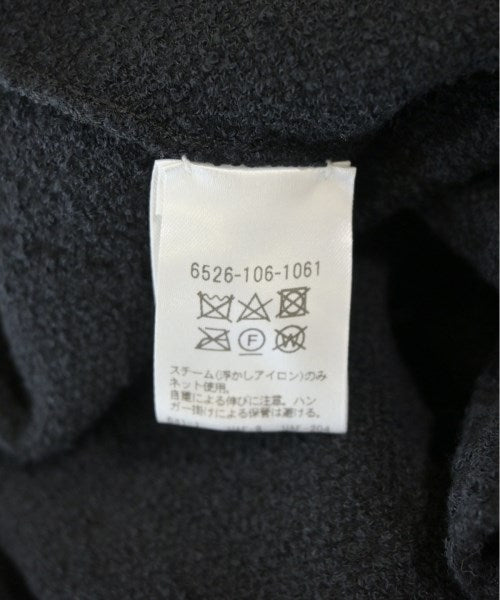 6526-106-1061
F
W
スチーム(浮かしアイロン)のみ
ネット使用。
自重による伸びに注意。ハン
ガー掛けによる保管は避ける。